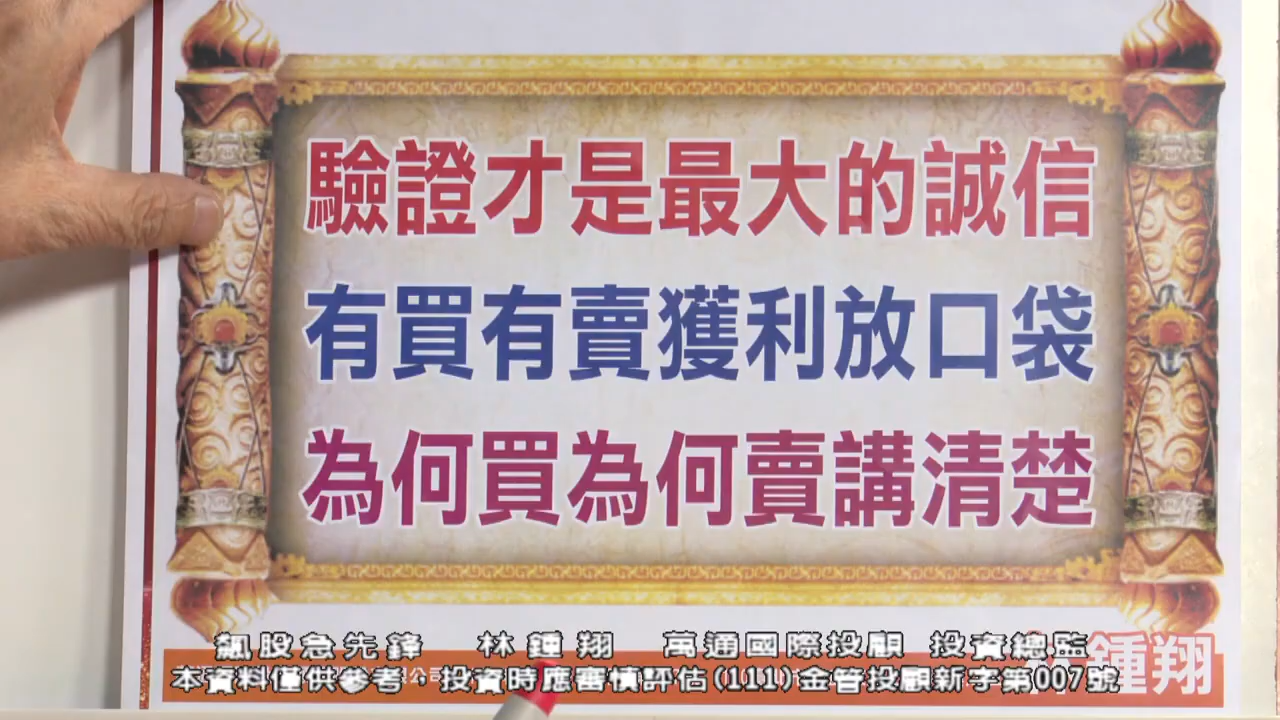 驗證才是最大的誠信
有買有賣獲利放口袋
為何買為何賣講清楚
飆股急先鋒 林鍾翔 萬通國際投顧 投資總監
本資料僅供參考，投資時應審慎評估(111)金管投顧新字第007號
鍾翔